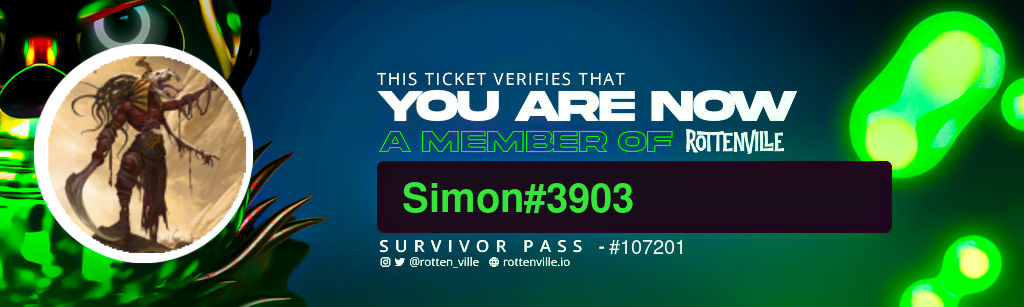 THIS TICKET VERIFIES THAT
YOU ARE NOW
A MEMBER OF ROTTENVILLE
Simon#3903
SURVIVOR PASS - #107201
@rotten_ville rottenville.io